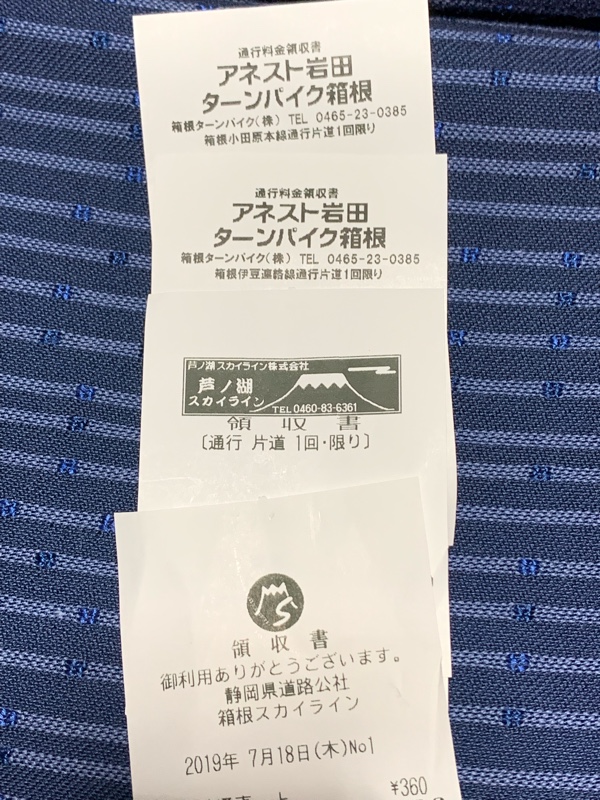 通行料金領収書
アネスト岩田
ターンパイク箱根
箱根ターンパイク(株) TEL 0465-23-0385
箱根小田原本線通行片道1回限り
通行料金領収書
アネスト岩田
ターンパイク箱根
箱根ターンパイク(株) TEL 0465-23-0385
箱根伊豆連絡線通行片道1回限り
芦ノ湖スカイライン株式会社
芦ノ湖
スカイライン
TEL 0460-83-6361
領収書
〔通行 片道 1回・限り〕
MS
領収書
御利用ありがとうございます。
静岡県道路公社
箱根スカイライン
2019年 7月18日(木)No1
¥360